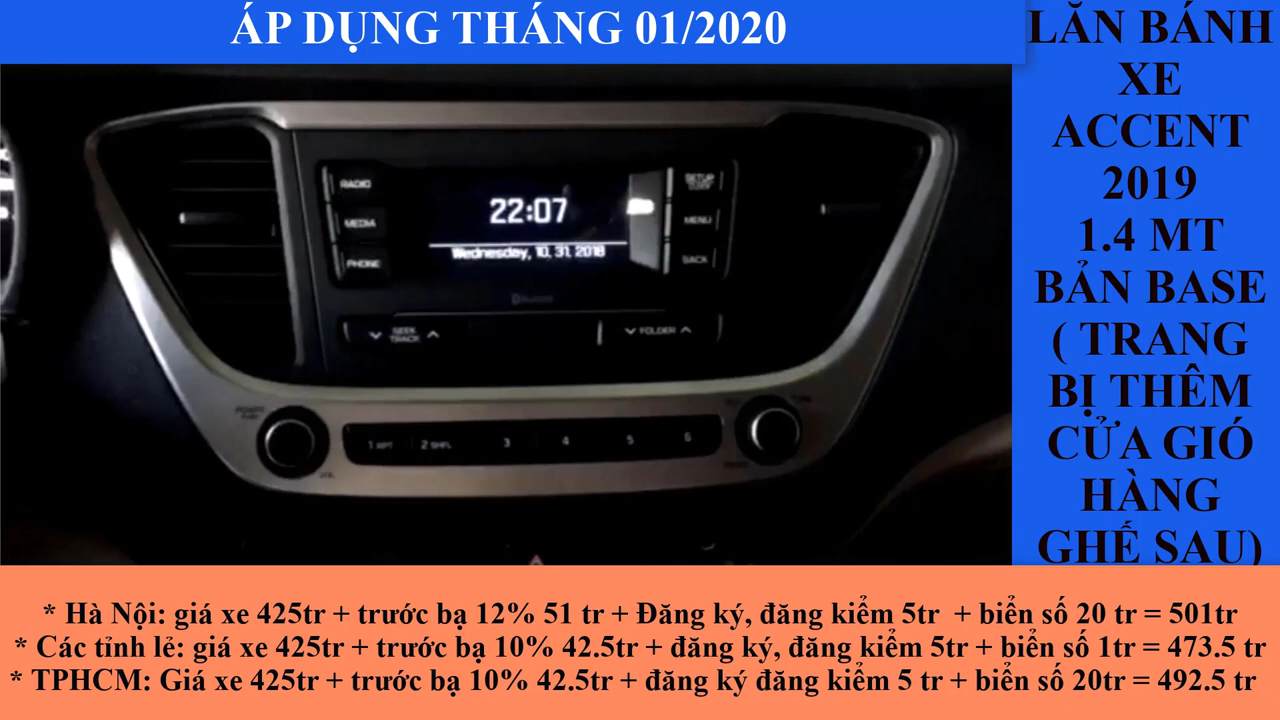 ÁP DỤNG THÁNG 01/2020
LĂN BÁNH
XE
ACCENT
2019
1.4 MT
BẢN BASE
( TRANG
BỊ THÊM
CỬA GIÓ
HÀNG
GHẾ SAU)
RADIO
MEDIA
PHONE
22:07
Wednesday, 10, 31, 2018
SETUP
MENU
BACK
SEEK
TRACK
FOLDER
1 RPT 2 SHFL 3 4 5 6
* Hà Nội: giá xe 425tr + trước bạ 12% 51 tr + Đăng ký, đăng kiểm 5tr + biển số 20 tr = 501tr
* Các tỉnh lẻ: giá xe 425tr + trước bạ 10% 42.5tr + đăng ký, đăng kiểm 5tr + biển số 1tr = 473.5 tr
* TPHCM: Giá xe 425tr + trước bạ 10% 42.5tr + đăng ký đăng kiểm 5 tr + biển số 20tr = 492.5 tr